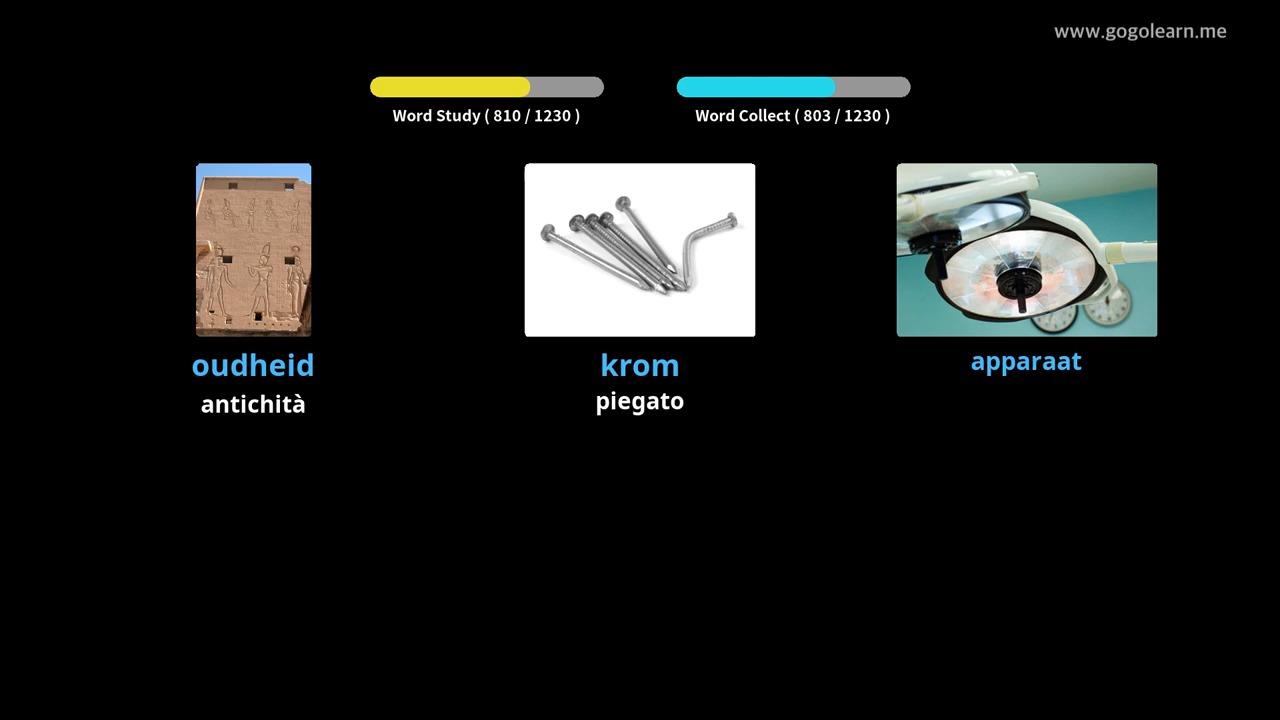 www.gogolearn.me
Word Study ( 810 / 1230 )
Word Collect ( 803 / 1230 )
oudheid
krom
apparaat
antichità
piegato